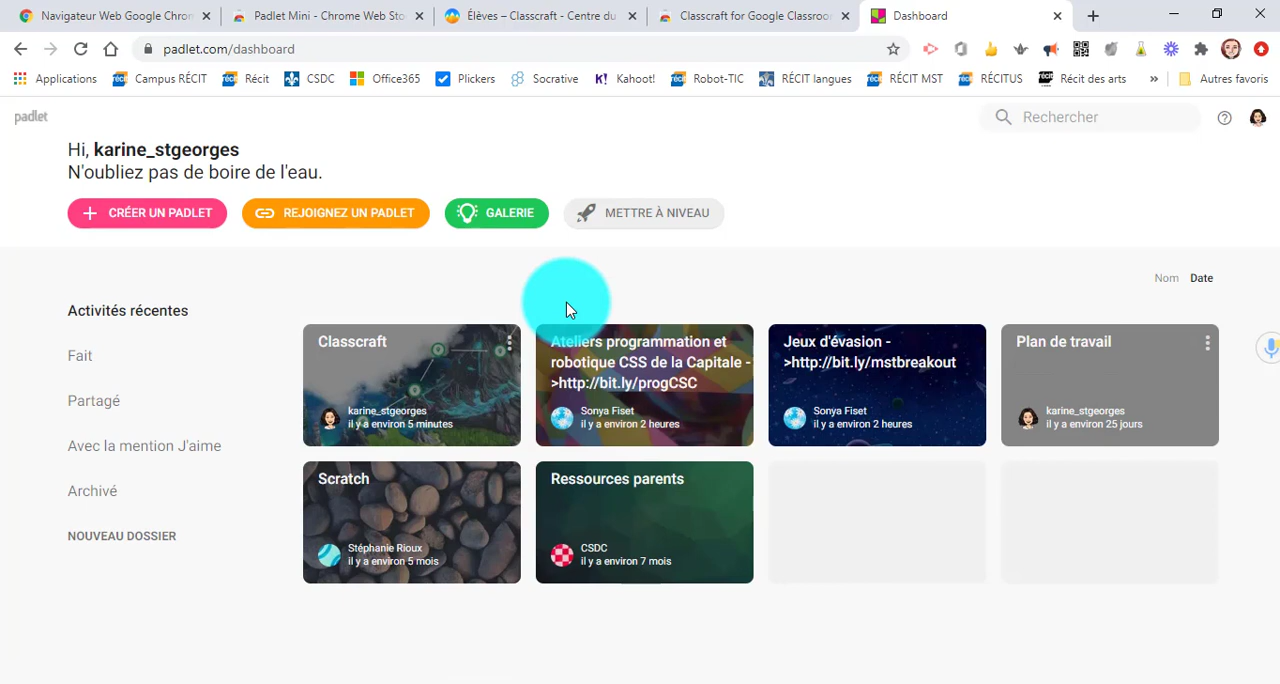 Navigateur Web Google Chron
Padlet Mini - Chrome Web Sto
Élèves – Classcraft - Centre du
Classcraft for Google Classroo
Dashboard
padlet.com/dashboard
Applications
Campus RÉCIT
Récit
CSDC
Office365
Plickers
Socrative
K! Kahoot!
Robot-TIC
RÉCIT langues
RÉCIT MST
RÉCITUS
Récit des arts
»
Autres favoris
padlet
Rechercher
Hi, karine_stgeorges
N'oubliez pas de boire de l'eau.
CRÉER UN PADLET
REJOIGNEZ UN PADLET
GALERIE
METTRE À NIVEAU
Nom Date
Activités récentes
Fait
Partagé
Avec la mention J'aime
Archivé
NOUVEAU DOSSIER
Classcraft
karine_stgeorges
il y a environ 5 minutes
Ateliers programmation et
robotique CSS de la Capitale -
>http://bit.ly/progCSC
Sonya Fiset
il y a environ 2 heures
Jeux d'évasion -
>http://bit.ly/mstbreakout
Sonya Fiset
il y a environ 2 heures
Plan de travail
karine_stgeorges
il y a environ 25 jours
Scratch
Stéphanie Rioux
il y a environ 5 mois
Ressources parents
CSDC
il y a environ 7 mois